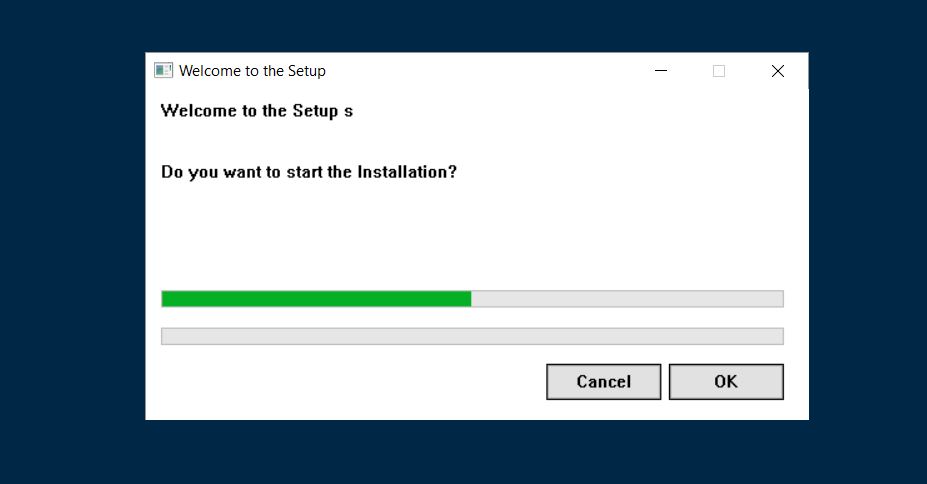 Welcome to the Setup
Welcome to the Setup s
Do you want to start the Installation?
Cancel
OK